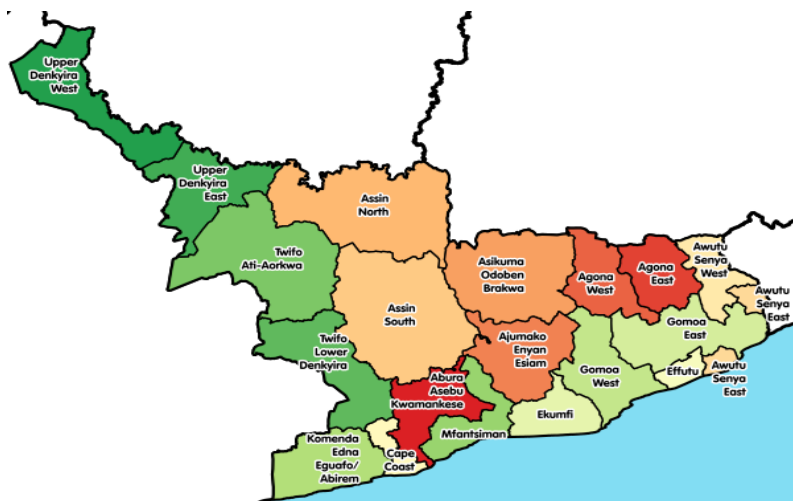 Upper
Denkyira
West
Upper
Denkyira
East
Assin
North
Twifo
Ati-Aorkwa
Asikuma
Odoben
Brakwa
Agona
West
Agona
East
Awutu
Senya
West
Awutu
Senya
East
Assin
South
Twifo
Lower
Denkyira
Ajumako
Enyan
Esiam
Gomoa
East
Gomoa
West
Effutu
Awutu
Senya
East
Abura
Asebu
Kwamankese
Ekumfi
Mfantsiman
Komenda
Edna
Eguafo/
Abirem
Cape
Coast